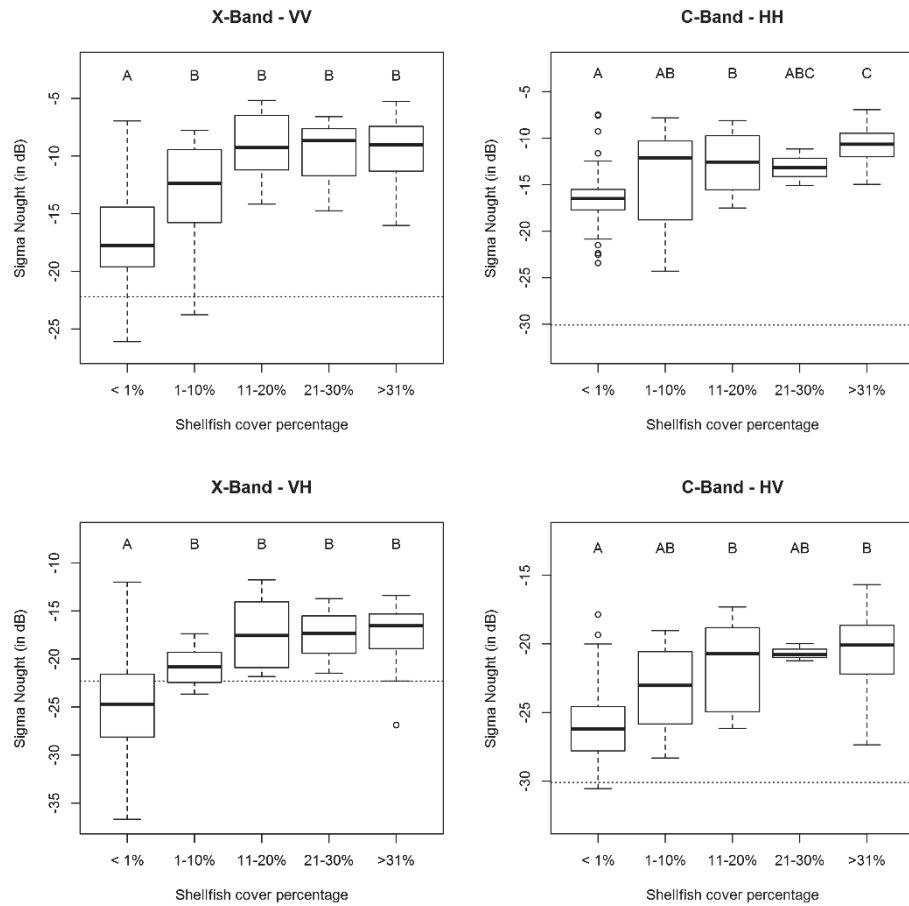 X-Band - VV
A B B B B
Sigma Nought (in dB)
-5
-10
-15
-20
-25
< 1% 1-10% 11-20% 21-30% >31%
Shellfish cover percentage
C-Band - HH
A AB B ABC C
Sigma Nought (in dB)
-5
-10
-15
-20
-25
-30
< 1% 1-10% 11-20% 21-30% >31%
Shellfish cover percentage
X-Band - VH
A B B B B
Sigma Nought (in dB)
-10
-15
-20
-25
-30
-35
< 1% 1-10% 11-20% 21-30% >31%
Shellfish cover percentage
C-Band - HV
A AB B AB B
Sigma Nought (in dB)
-15
-20
-25
-30
< 1% 1-10% 11-20% 21-30% >31%
Shellfish cover percentage